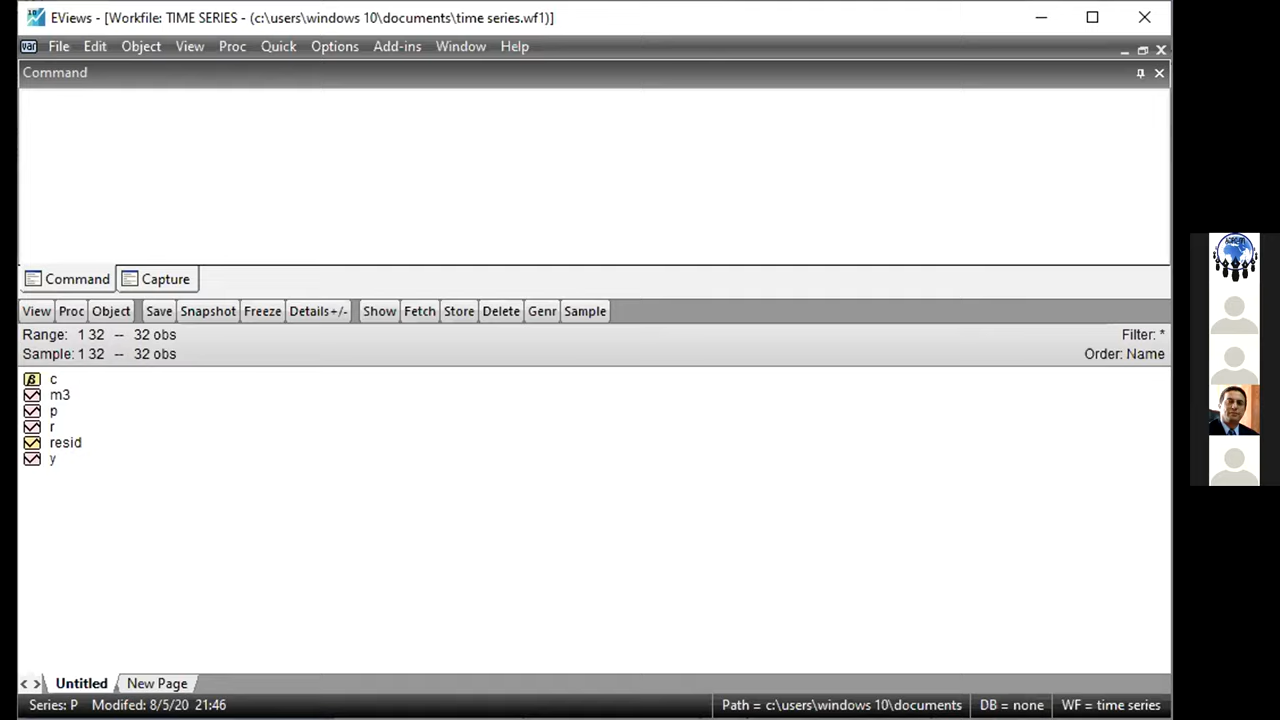 EViews - [Workfile: TIME SERIES - (c:\users\windows 10\documents\time series.wf1)]
File Edit Object View Proc Quick Options Add-ins Window Help
Command
Command Capture
View Proc Object Save Snapshot Freeze Details+/- Show Fetch Store Delete Genr Sample
Range: 1 32 -- 32 obs Filter: *
Sample: 1 32 -- 32 obs Order: Name
c
m3
p
r
resid
y
Untitled New Page
Series: P Modifed: 8/5/20 21:46 Path = c:\users\windows 10\documents DB = none WF = time series